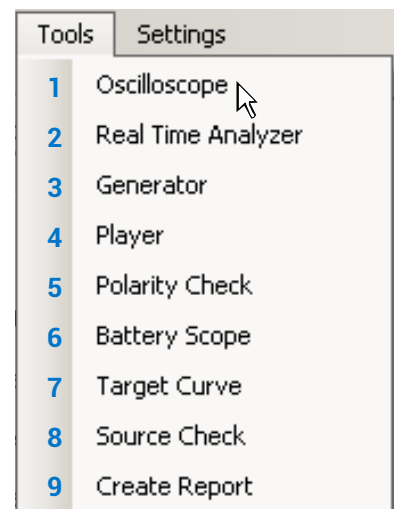 Tools Settings
1 Oscilloscope
2 Real Time Analyzer
3 Generator
4 Player
5 Polarity Check
6 Battery Scope
7 Target Curve
8 Source Check
9 Create Report